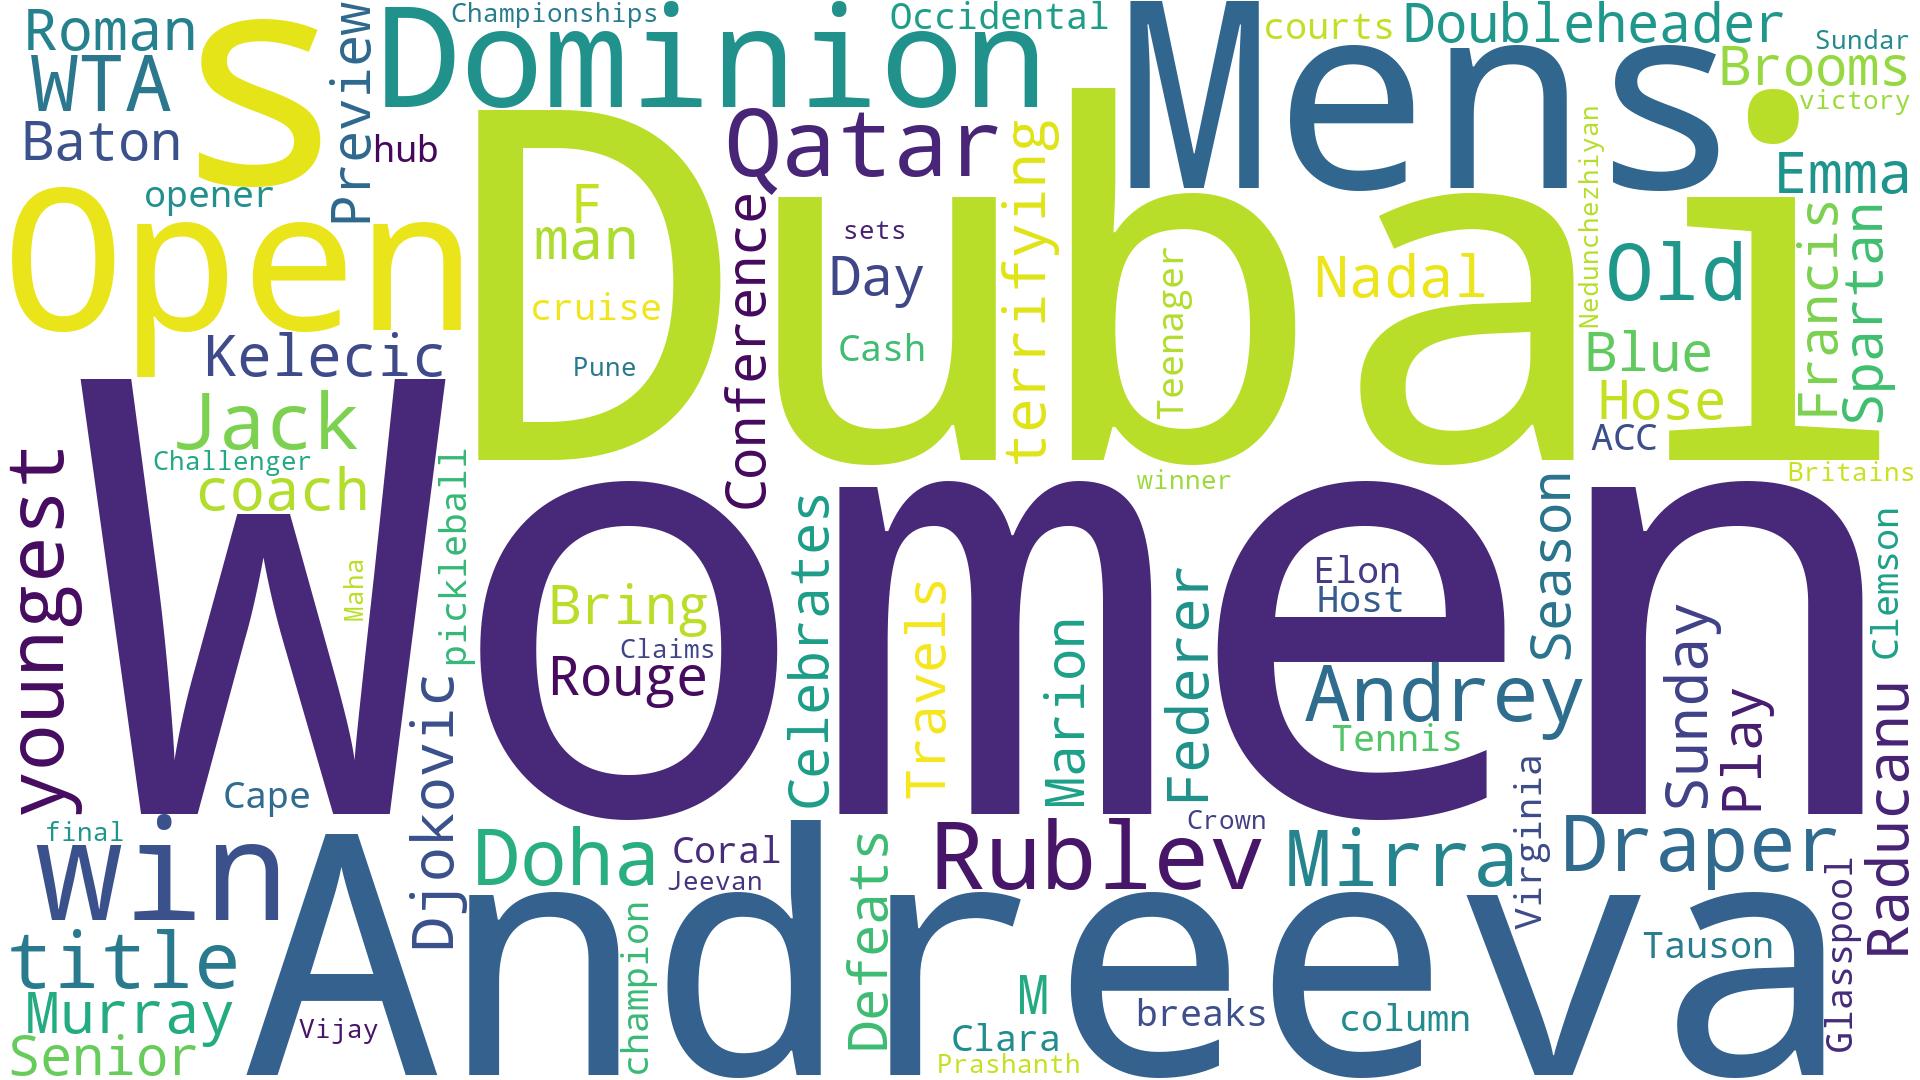 Roman
WTA
Baton
s
Preview
hub
opener
Dominion
Championships
Occidental
Mens
courts
Doubleheader
Sundar
Brooms
victory
Emma
Open
Dubai
Qatar
Conference
terrifying
F
man
cruise
Pune
sets
Day
Cash
Teenager
Nadal
Nedunchezhiyan
Old
Blue
Hose
ACC
Francis
Spartan
Kelecic
Jack
Challenger
coach
winner
Britains
youngest
Women
Maha
pickleball
Bring
Claims
Rouge
Celebrates
Travels
Marion
Federer
Elon
Host
Andrey
Tennis
Season
Sunday
Play
Clemson
Raducanu
Cape
Djokovic
final
win
Doha
Coral
Jeevan
Defeats
Rublev
Crown
Mirra
Virginia
Draper
Andreeva
title
Murray
Senior
Vijay
champion
M
Clara
Prashanth
breaks
column
Tauson
Glasspool